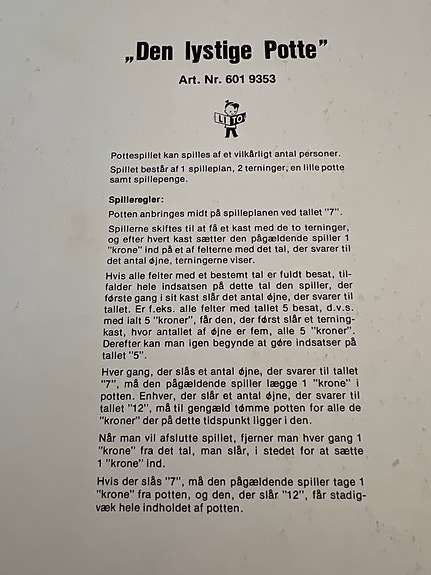 „Den lystige Potte”
Art. Nr. 601 9353
LI TO
Pottespillet kan spilles af et vilkårligt antal personer.
Spillet består af 1 spilleplan, 2 terninger, en lille potte
samt spillepenge.
Spilleregler:
Potten anbringes midt på spilleplanen ved tallet ”7”.
Spillerne skiftes til at få et kast med de to terninger,
og efter hvert kast sætter den pågældende spiller 1
”krone” ind på et af felterne med det tal, der svarer til
det antal øjne, terningerne viser.
Hvis alle felter med et bestemt tal er fuldt besat, til-
falder hele indsatsen på dette tal den spiller, der
første gang i sit kast slår det antal øjne, der svarer til
tallet. Er f.eks. alle felter med tallet 5 besat, d.v.s.
med ialt 5 ”kroner”, får den, der først slår et terning-
kast, hvor antallet af øjne er fem, alle 5 ”kroner”.
Derefter kan man igen begynde at gøre indsatser på
tallet ”5”.
Hver gang, der slås et antal øjne, der svarer til tallet
”7”, må den pågældende spiller lægge 1 ”krone” i
potten. Enhver, der slår et antal øjne, der svarer til
tallet ”12”, må til gengæld tømme potten for alle de
”kroner” der på dette tidspunkt ligger i den.
Når man vil afslutte spillet, fjerner man hver gang 1
”krone” fra det tal, man slår, i stedet for at sætte
1 ”krone” ind.
Hvis der slås ”7”, må den pågældende spiller tage 1
”krone” fra potten, og den, der slår ”12”, får stadig-
væk hele indholdet af potten.